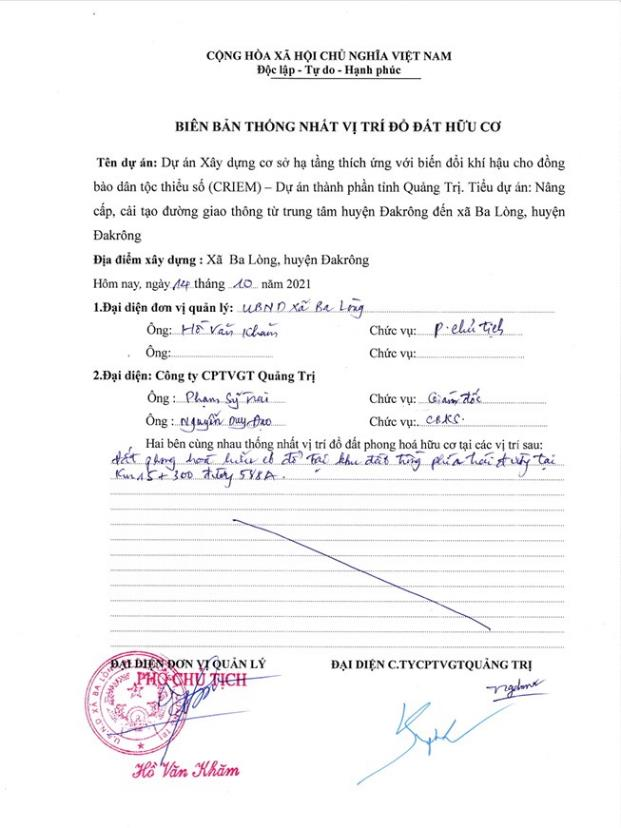 CỘNG HÒA XÃ HỘI CHỦ NGHĨA VIỆT NAM
Độc lập - Tự do - Hạnh phúc
BIÊN BẢN THỐNG NHẤT VỊ TRÍ ĐỔ ĐẤT HỮU CƠ
Tên dự án: Dự án Xây dựng cơ sở hạ tầng thích ứng với biến đổi khí hậu cho đồng
bào dân tộc thiểu số (CRIEM) – Dự án thành phần tỉnh Quảng Trị. Tiểu dự án: Nâng
cấp, cải tạo đường giao thông từ trung tâm huyện Đakrông đến xã Ba Lòng, huyện
Đakrông
Địa điểm xây dựng : Xã Ba Lòng, huyện Đakrông
Hôm nay, ngày 14 tháng 10 năm 2021
1.Đại diện đơn vị quản lý: UBND xã Ba Lòng
Ông: Hồ Văn Khăm Chức vụ: P. chủ tịch
Ông: Chức vụ:
2.Đại diện: Công ty CPTVGT Quảng Trị
Ông : Phạm Sỹ Chức vụ: Giám đốc
Ông : Nguyễn Duy Đạo Chức vụ:. CBKS.
Hai bên cùng nhau thống nhất vị trí đổ đất phong hoá hữu cơ tại các vị trí sau:
đất phong hoá hữu cơ đổ tại khu đất trống phía trái đường tại
Km15+300 đường 588A.
ĐẠI DIỆN ĐƠN VỊ QUẢN LÝ ĐẠI DIỆN C.TYCPTVGTQUẢNG TRỊ
PHÓ CHỦ TỊCH
U.B.N.D XÃ BA LÒNG
QUẢNG TRỊ
Hồ Văn Khăm